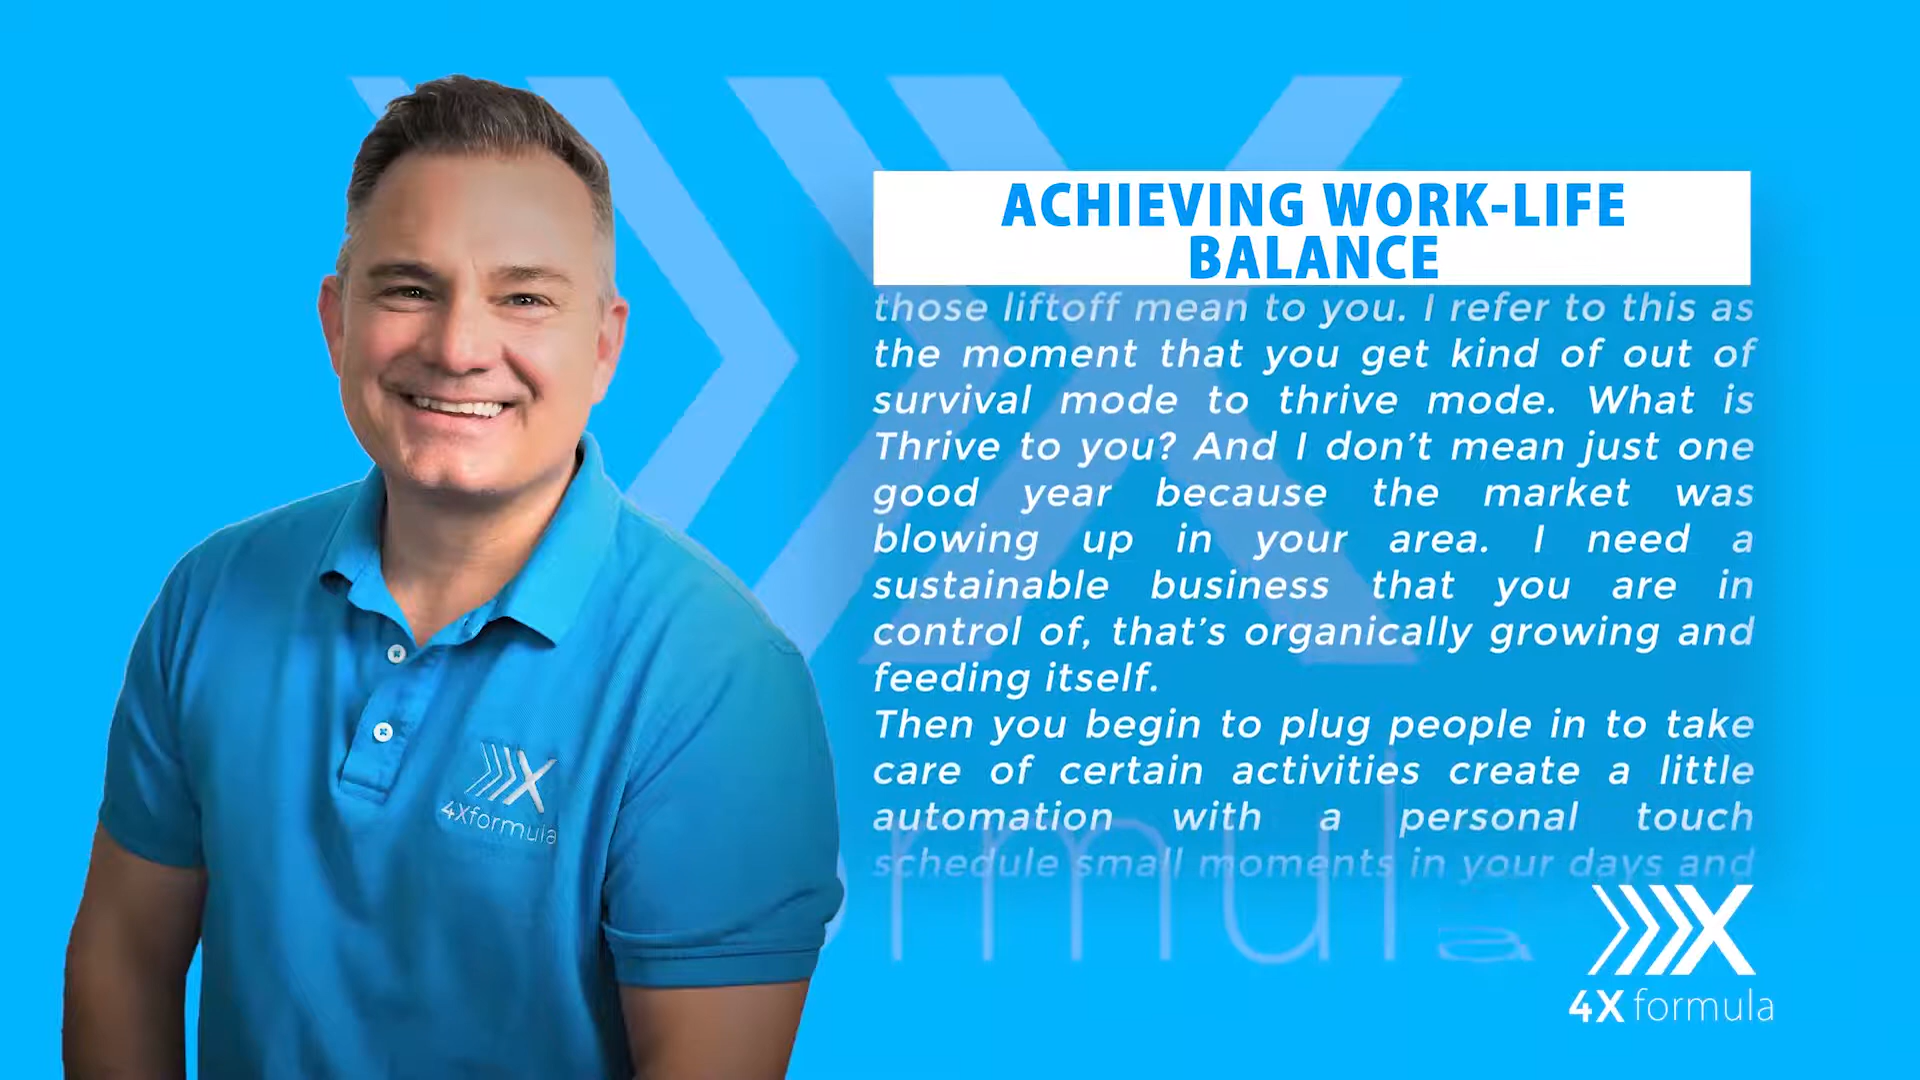 ACHIEVING WORK-LIFE
BALANCE
those liftoff mean to you. I refer to this as
the moment that you get kind of out of
survival mode to thrive mode. What is
Thrive to you? And I don't mean just one
good year because the market was
blowing up in your area. I need a
sustainable business that you are in
control of, that's organically growing and
feeding itself.
Then you begin to plug people in to take
care of certain activities create a little
automation with a personal touch
schedule small moments in your days and
X
4Xformula
X
4X formula
ormula